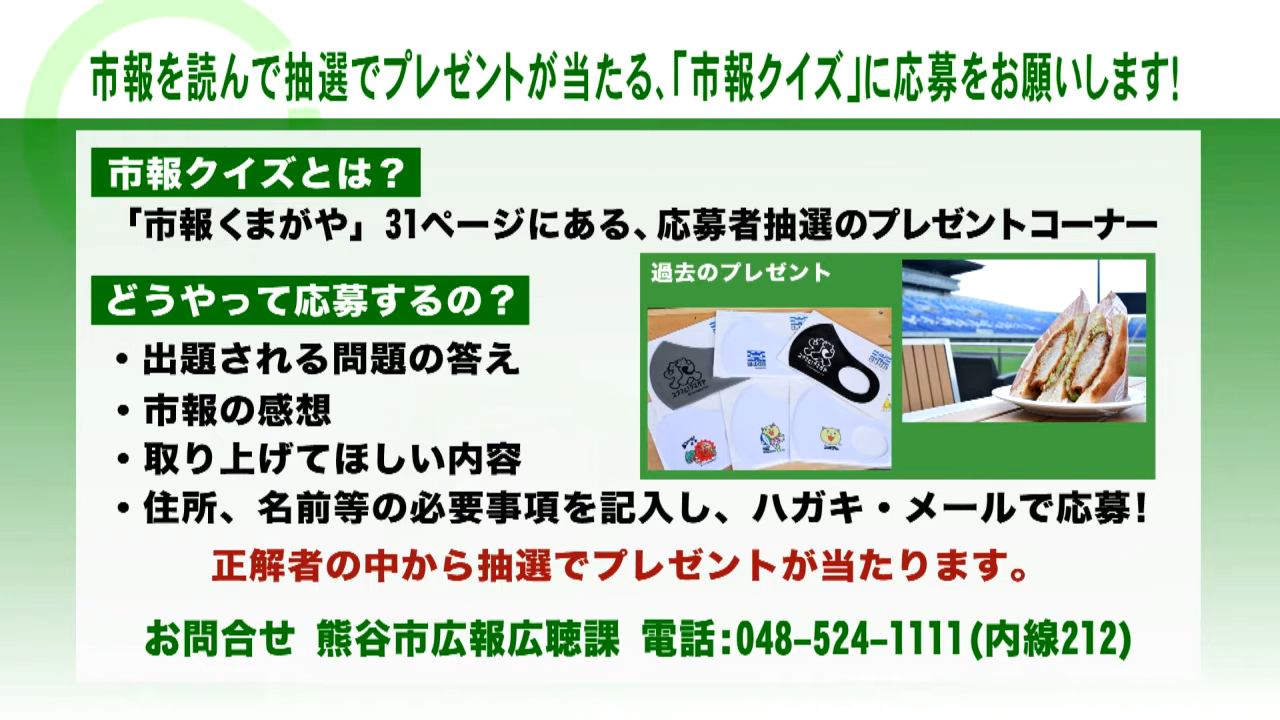 市報を読んで抽選でプレゼントが当たる、「市報クイズ」に応募をお願いします!
市報クイズとは？
「市報くまがや」31ページにある、応募者抽選のプレゼントコーナー
どうやって応募するの？
過去のプレゼント
・出題される問題の答え
・市報の感想
・取り上げてほしい内容
・住所、名前等の必要事項を記入し、ハガキ・メールで応募!
正解者の中から抽選でプレゼントが当たります。
お問合せ 熊谷市広報広聴課 電話:048-524-1111(内線212)